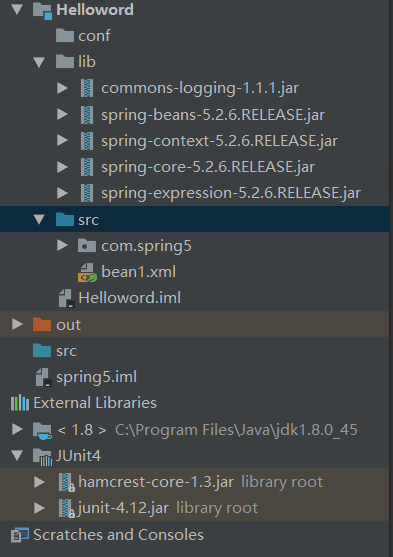 Helloword
conf
lib
commons-logging-1.1.1.jar
spring-beans-5.2.6.RELEASE.jar
spring-context-5.2.6.RELEASE.jar
spring-core-5.2.6.RELEASE.jar
spring-expression-5.2.6.RELEASE.jar
src
com.spring5
bean1.xml
Helloword.iml
out
src
spring5.iml
External Libraries
< 1.8 > C:\Program Files\Java\jdk1.8.0_45
JUnit4
hamcrest-core-1.3.jar library root
junit-4.12.jar library root
Scratches and Consoles